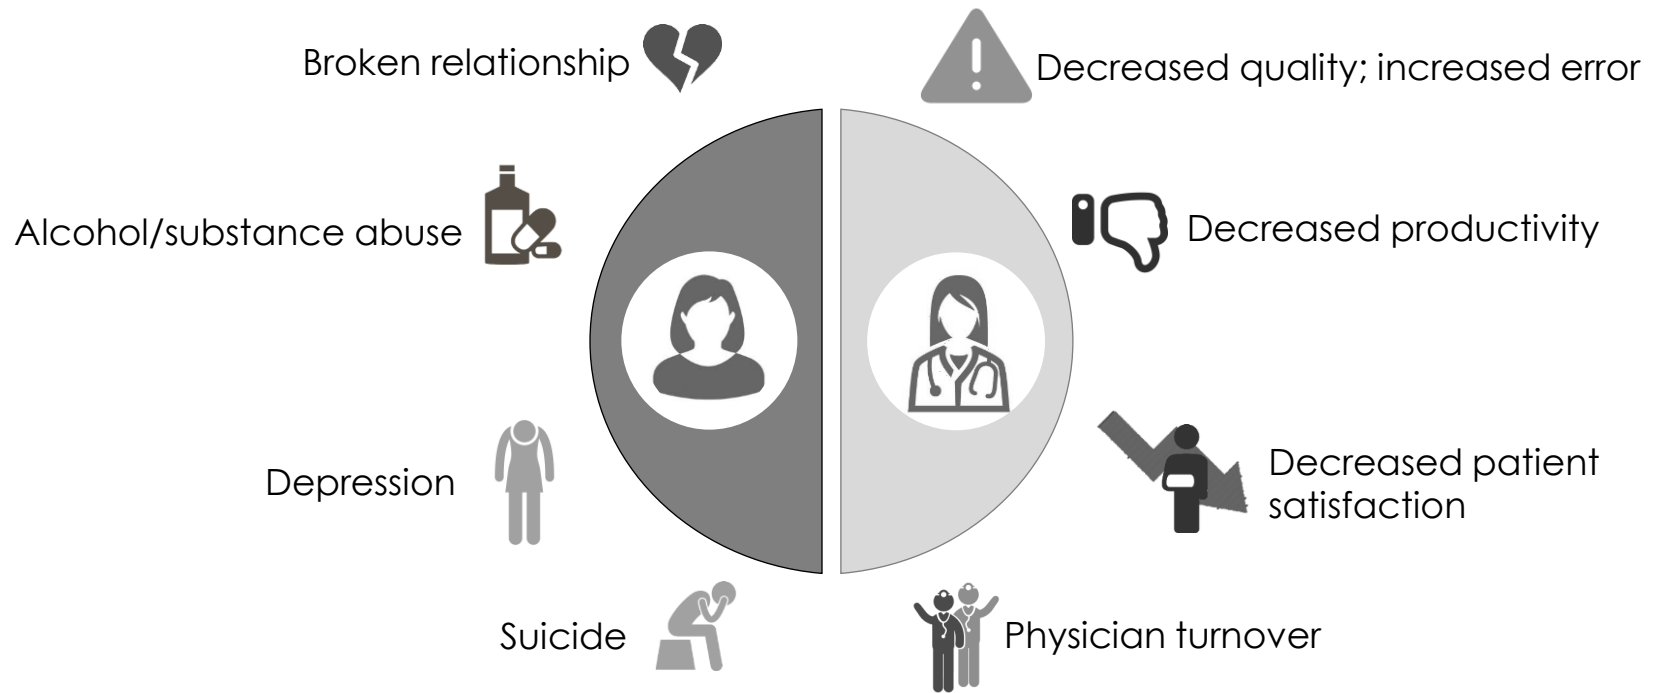 Broken relationship
Decreased quality; increased error
Alcohol/substance abuse
Decreased productivity
Depression
Decreased patient
satisfaction
Suicide
Physician turnover